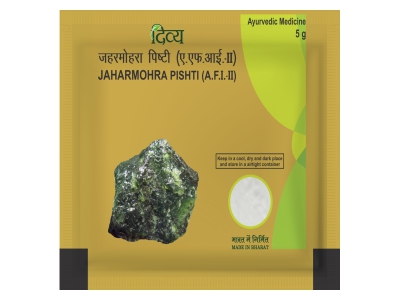 दिव्य
Ayurvedic Medicine
5 g
जहरमोहरा पिष्टी (ए.एफ.आई.-II)
JAHARMOHRA PISHTI (A.F.I.-II)
Keep in a cool, dry and dark place
and store in a airtight container
भारत में निर्मित
MADE IN BHARAT